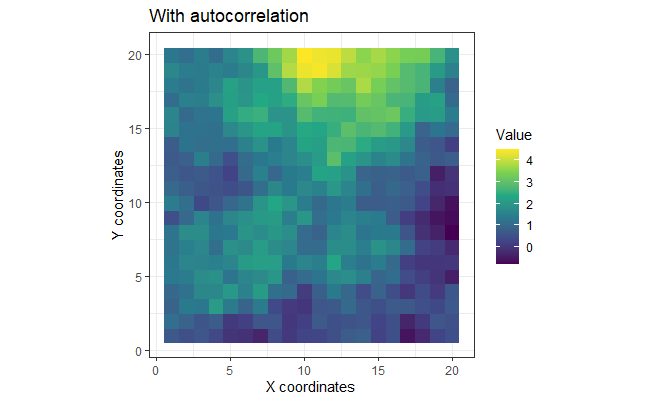 With autocorrelation
20
15
10
5
0
Y coordinates
0 5 10 15 20
X coordinates
Value
4
3
2
1
0